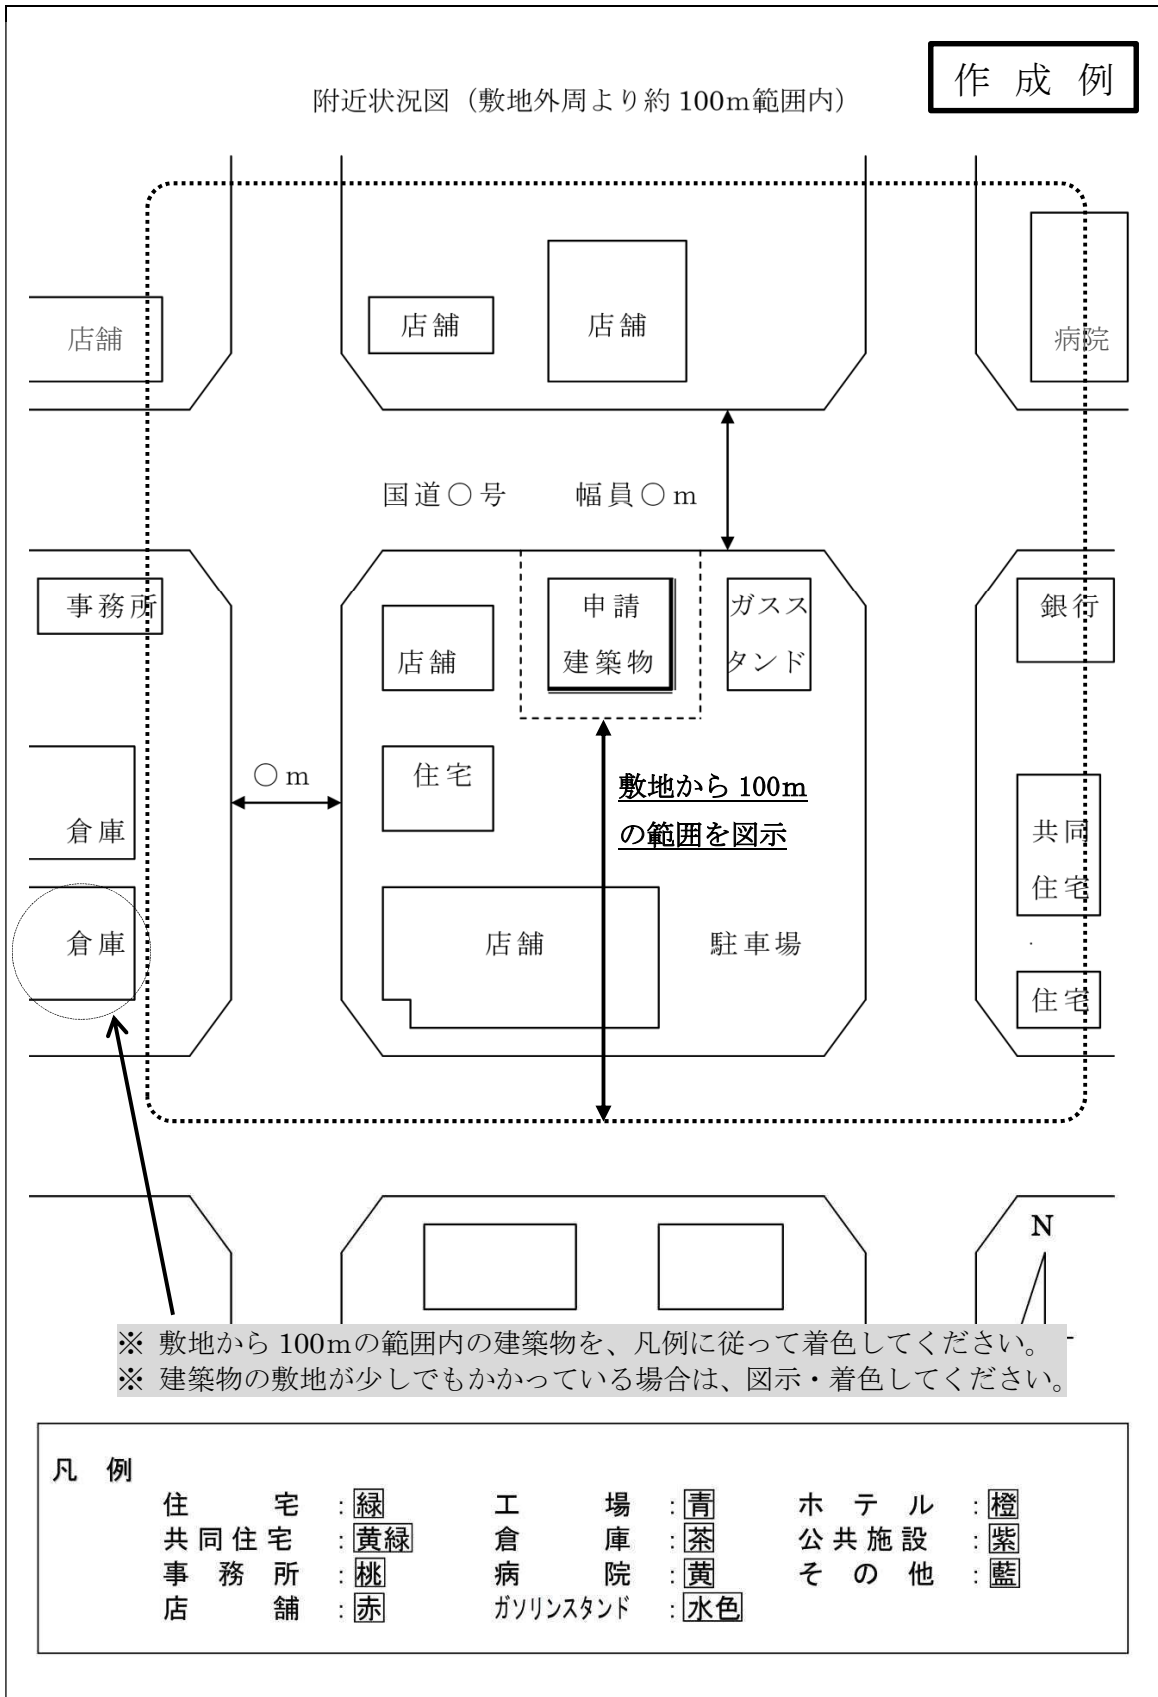 作成例
附近状況図（敷地外周より約100m範囲内）
店舗
店舗
店舗
病院
国道〇号　幅員〇m
事務所
申請
建築物
ガスス
タンド
銀行
店舗
住宅
〇m
敷地から100m
の範囲を図示
倉庫
共同
住宅
倉庫
店舗
駐車場
住宅
N
※ 敷地から100mの範囲内の建築物を、凡例に従って着色してください。
※ 建築物の敷地が少しでもかかっている場合は、図示・着色してください。
凡例
住宅：緑　工場：青　ホテル：橙
共同住宅：黄緑　倉庫：茶　公共施設：紫
事務所：桃　病院：黄　その他：藍
店舗：赤　ガソリンスタンド：水色